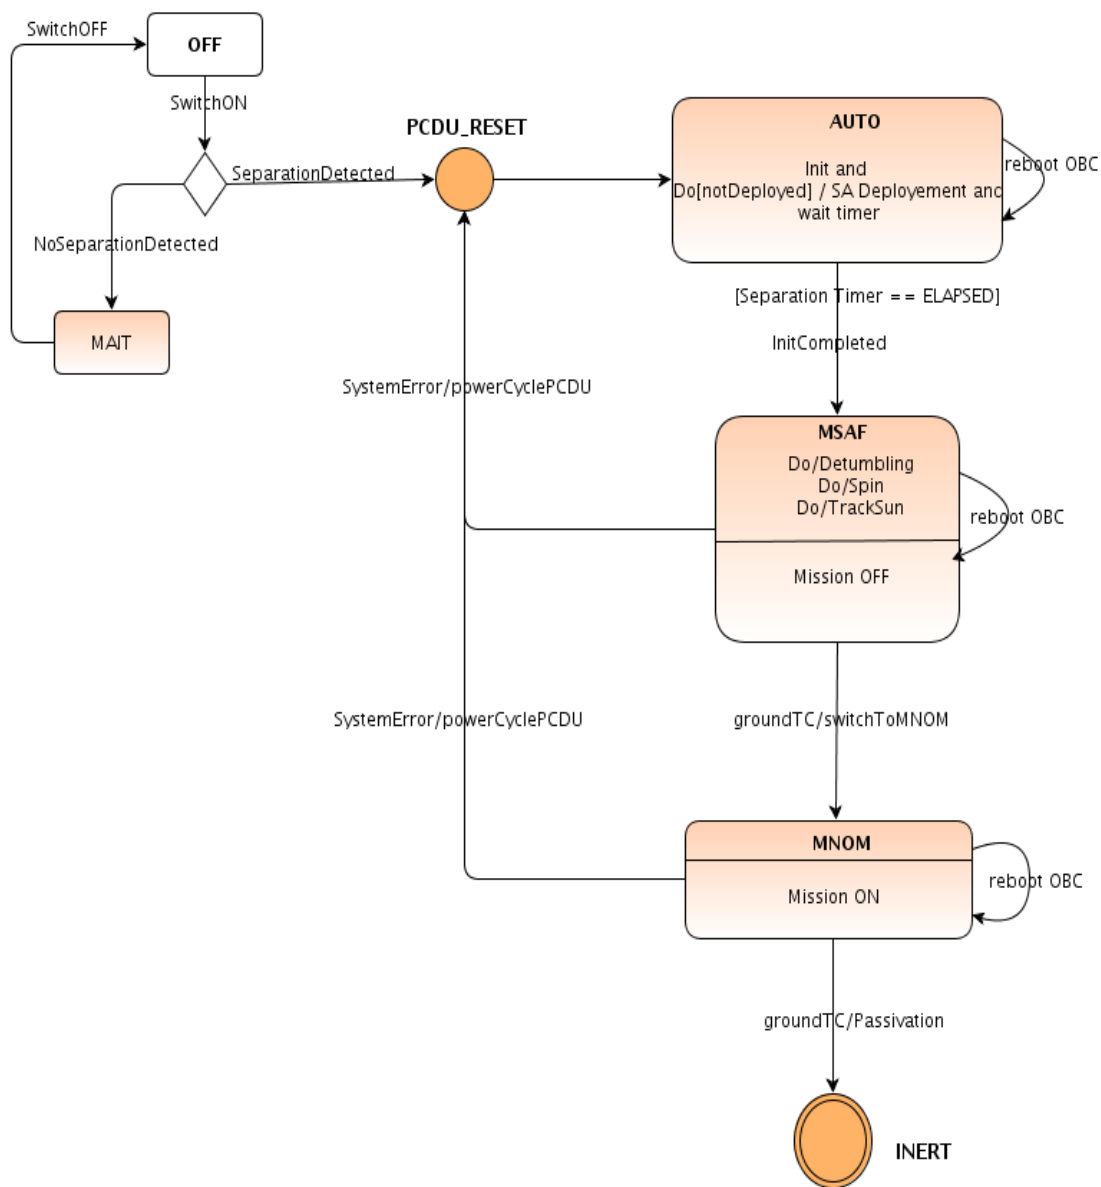 SwitchOFF
OFF
SwitchON
PCDU_RESET
SeparationDetected
NoSeparationDetected
MAIT
AUTO
Init and
Do[notDeployed] / SA Deployement and
wait timer
reboot OBC
[Separation Timer == ELAPSED]
InitCompleted
SystemError/powerCyclePCDU
MSAF
Do/Detumbling
Do/Spin
Do/TrackSun
reboot OBC
Mission OFF
SystemError/powerCyclePCDU
groundTC/switchToMNOM
MNOM
Mission ON
reboot OBC
groundTC/Passivation
INERT